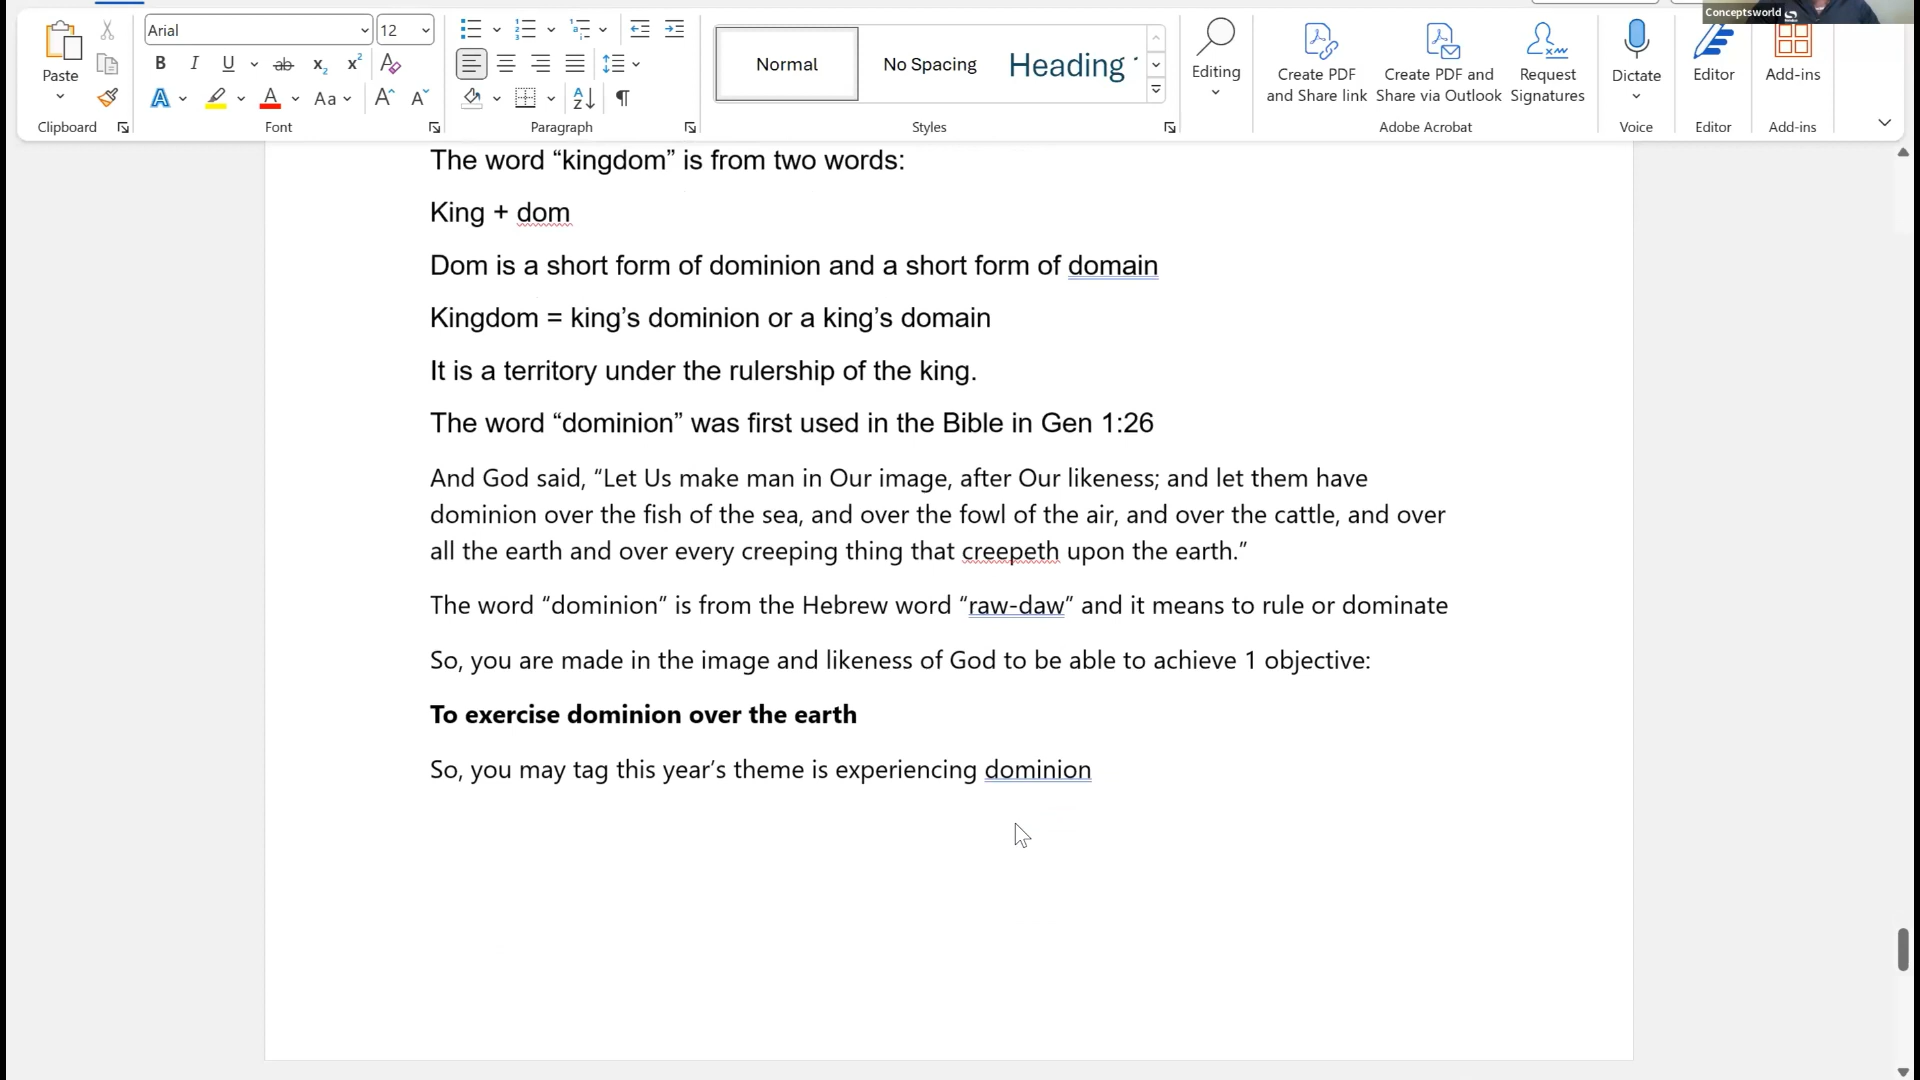 Conceptsworld
Arial
12
Paste
B I U ab x₂ x² A
A A Aa A A
Normal
No Spacing
Heading
Editing
Create PDF
and Share link
Create PDF and
Share via Outlook
Request
Signatures
Dictate
Editor
Add-ins
Clipboard
Font
Paragraph
Styles
Adobe Acrobat
Voice
Editor
Add-ins
The word “kingdom” is from two words:
King + dom
Dom is a short form of dominion and a short form of domain
Kingdom = king’s dominion or a king’s domain
It is a territory under the rulership of the king.
The word “dominion” was first used in the Bible in Gen 1:26
And God said, “Let Us make man in Our image, after Our likeness; and let them have
dominion over the fish of the sea, and over the fowl of the air, and over the cattle, and over
all the earth and over every creeping thing that creepeth upon the earth.”
The word “dominion” is from the Hebrew word “raw-daw” and it means to rule or dominate
So, you are made in the image and likeness of God to be able to achieve 1 objective:
To exercise dominion over the earth
So, you may tag this year’s theme is experiencing dominion